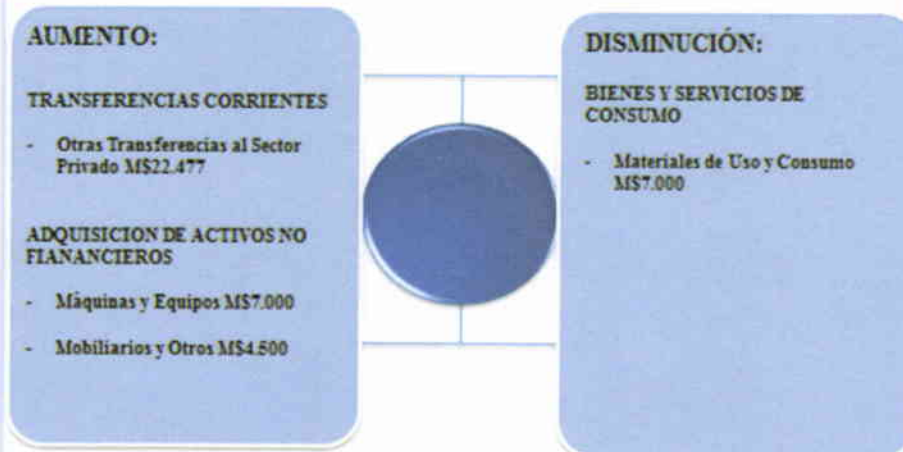 AUMENTO:
TRANSFERENCIAS CORRIENTES
- Otras Transferencias al Sector
Privado M$22.477
ADQUISICION DE ACTIVOS NO
FIANANCIEROS
- Máquinas y Equipos M$7.000
- Mobiliarios y Otros M$4.500
DISMINUCIÓN:
BIENES Y SERVICIOS DE
CONSUMO
- Materiales de Uso y Consumo
M$7.000